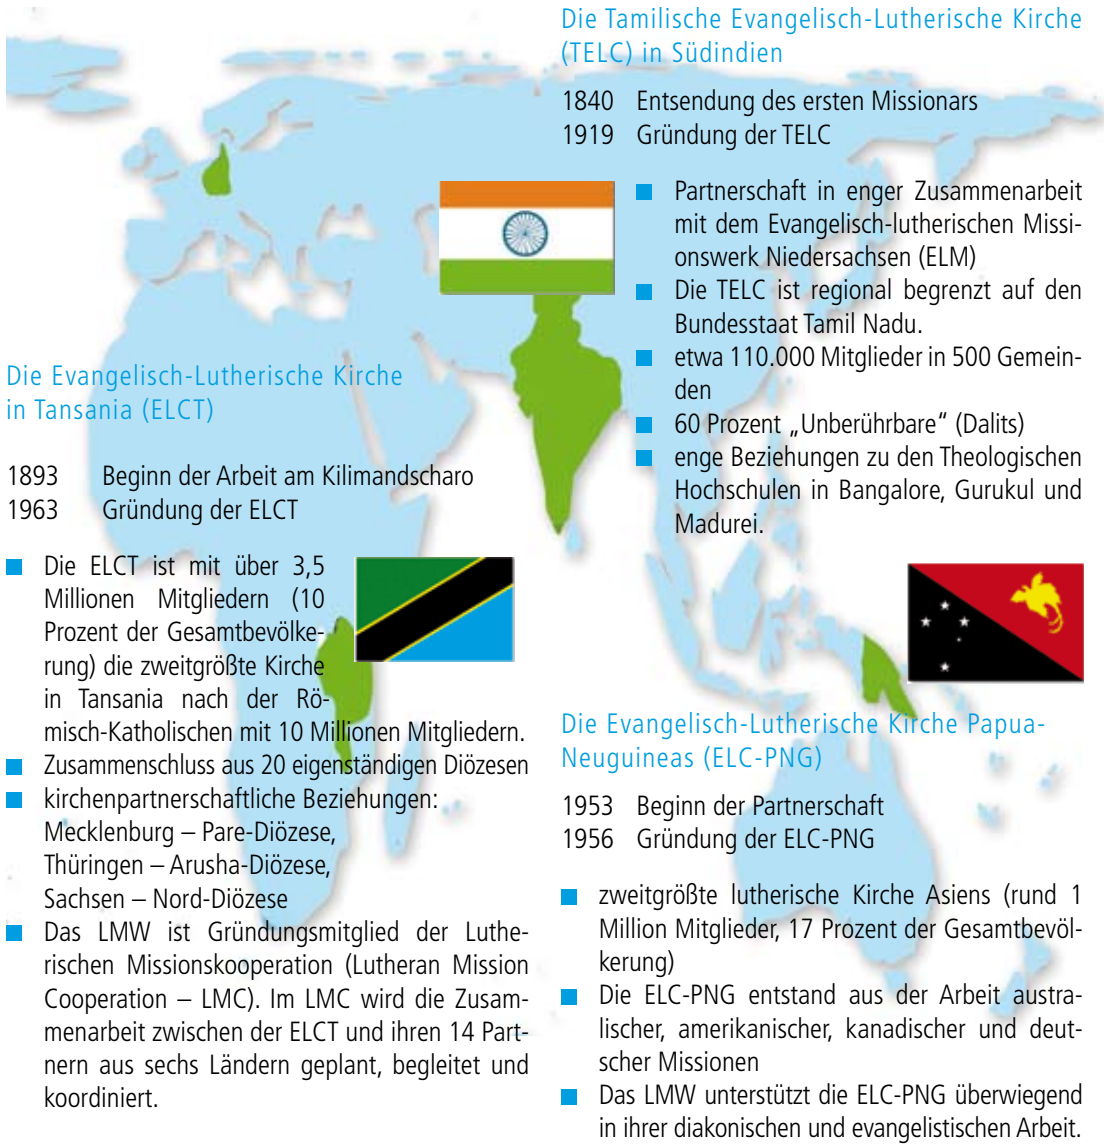 Die Tamilische Evangelisch-Lutherische Kirche
(TELC) in Südindien
1840 Entsendung des ersten Missionars
1919 Gründung der TELC
Partnerschaft in enger Zusammenarbeit
mit dem Evangelisch-lutherischen Missi-
onswerk Niedersachsen (ELM)
Die TELC ist regional begrenzt auf den
Bundesstaat Tamil Nadu.
etwa 110.000 Mitglieder in 500 Gemein-
den
60 Prozent „Unberührbare“ (Dalits)
enge Beziehungen zu den Theologischen
Hochschulen in Bangalore, Gurukul und
Madurei.
Die Evangelisch-Lutherische Kirche
in Tansania (ELCT)
1893 Beginn der Arbeit am Kilimandscharo
1963 Gründung der ELCT
Die ELCT ist mit über 3,5
Millionen Mitgliedern (10
Prozent der Gesamtbevölke-
rung) die zweitgrößte Kirche
in Tansania nach der Rö-
misch-Katholischen mit 10 Millionen Mitgliedern.
Zusammenschluss aus 20 eigenständigen Diözesen
kirchenpartnerschaftliche Beziehungen:
Mecklenburg – Pare-Diözese,
Thüringen – Arusha-Diözese,
Sachsen – Nord-Diözese
Das LMW ist Gründungsmitglied der Luthe-
rischen Missionskooperation (Lutheran Mission
Cooperation – LMC). Im LMC wird die Zusam-
menarbeit zwischen der ELCT und ihren 14 Part-
nern aus sechs Ländern geplant, begleitet und
koordiniert.
Die Evangelisch-Lutherische Kirche Papua-
Neuguineas (ELC-PNG)
1953 Beginn der Partnerschaft
1956 Gründung der ELC-PNG
zweitgrößte lutherische Kirche Asiens (rund 1
Million Mitglieder, 17 Prozent der Gesamtbevöl-
kerung)
Die ELC-PNG entstand aus der Arbeit austra-
lischer, amerikanischer, kanadischer und deut-
scher Missionen
Das LMW unterstützt die ELC-PNG überwiegend
in ihrer diakonischen und evangelistischen Arbeit.